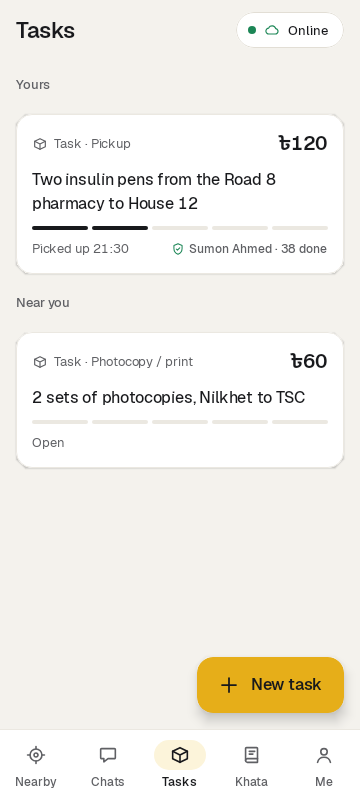 Tasks
Online
Yours
Task · Pickup
৳120
Two insulin pens from the Road 8
pharmacy to House 12
Picked up 21:30
Sumon Ahmed · 38 done
Near you
Task · Photocopy / print
৳60
2 sets of photocopies, Nilkhet to TSC
Open
New task
Nearby
Chats
Tasks
Khata
Me